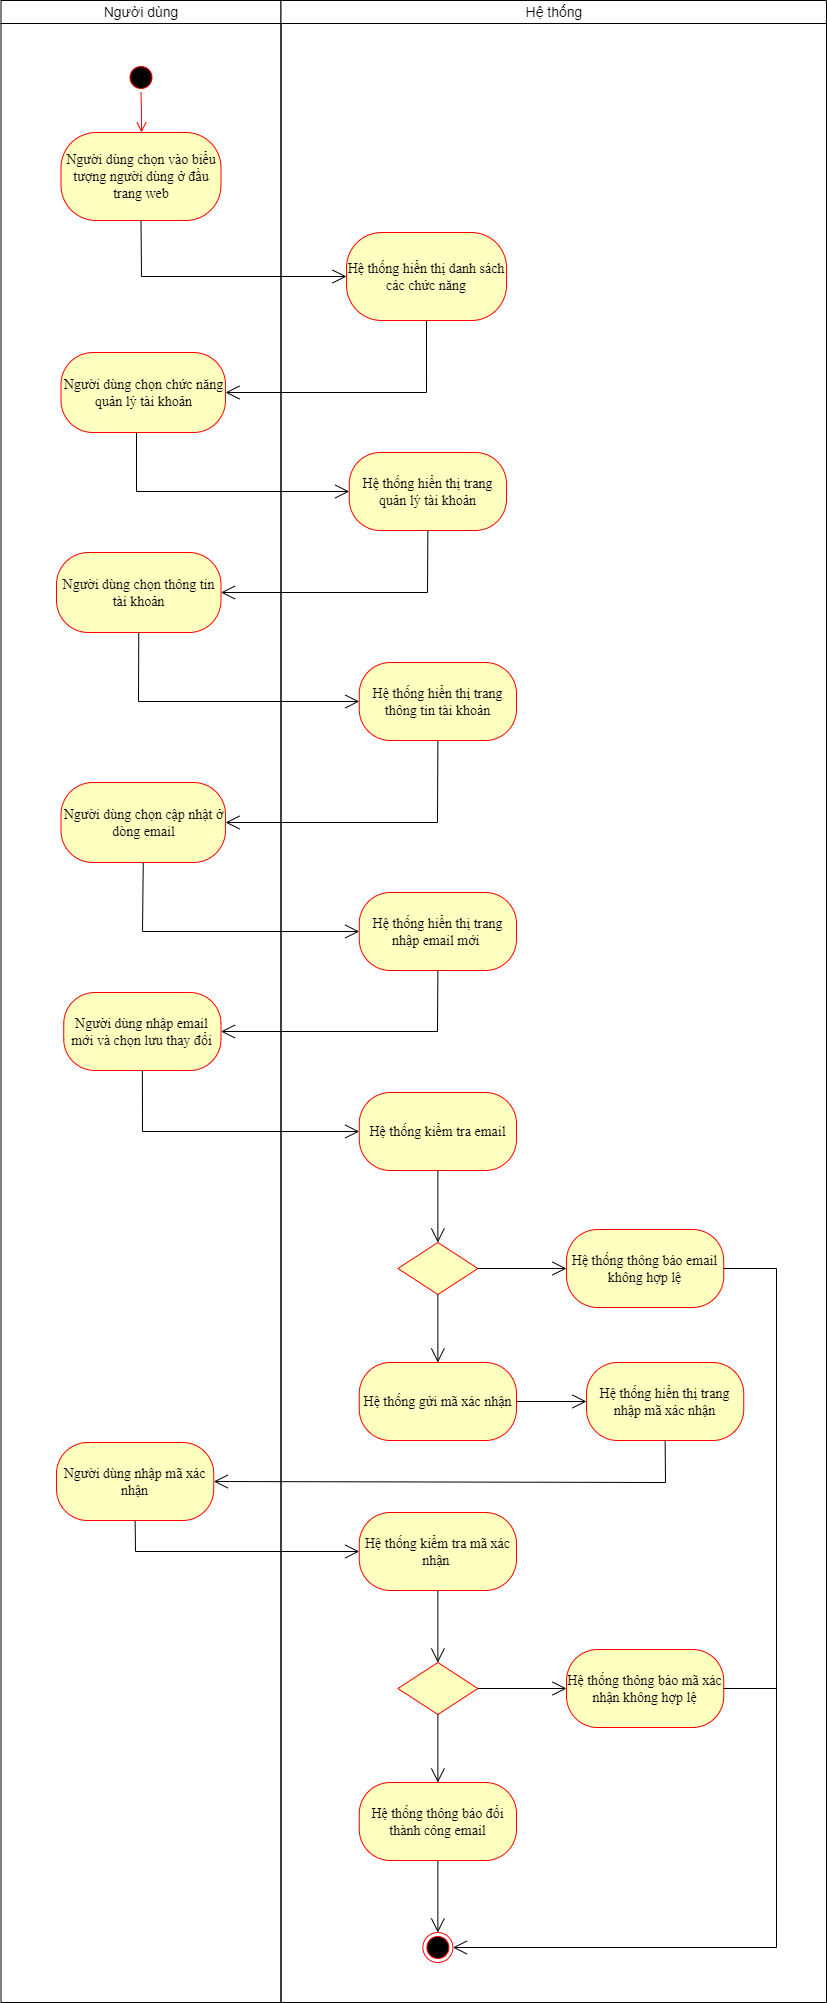 Người dùng
Hệ thống
Người dùng chọn vào biểu
tượng người dùng ở đầu
trang web
Hệ thống hiển thị danh sách
các chức năng
Người dùng chọn chức năng
quản lý tài khoản
Hệ thống hiển thị trang
quản lý tài khoản
Người dùng chọn thông tin
tài khoản
Hệ thống hiển thị trang
thông tin tài khoản
Người dùng chọn cập nhật ở
dòng email
Hệ thống hiển thị trang
nhập email mới
Người dùng nhập email
mới và chọn lưu thay đổi
Hệ thống kiểm tra email
Hệ thống thông báo email
không hợp lệ
Hệ thống gửi mã xác nhận
Hệ thống hiển thị trang
nhập mã xác nhận
Người dùng nhập mã xác
nhận
Hệ thống kiểm tra mã xác
nhận
Hệ thống thông báo mã xác
nhận không hợp lệ
Hệ thống thông báo đổi
thành công email